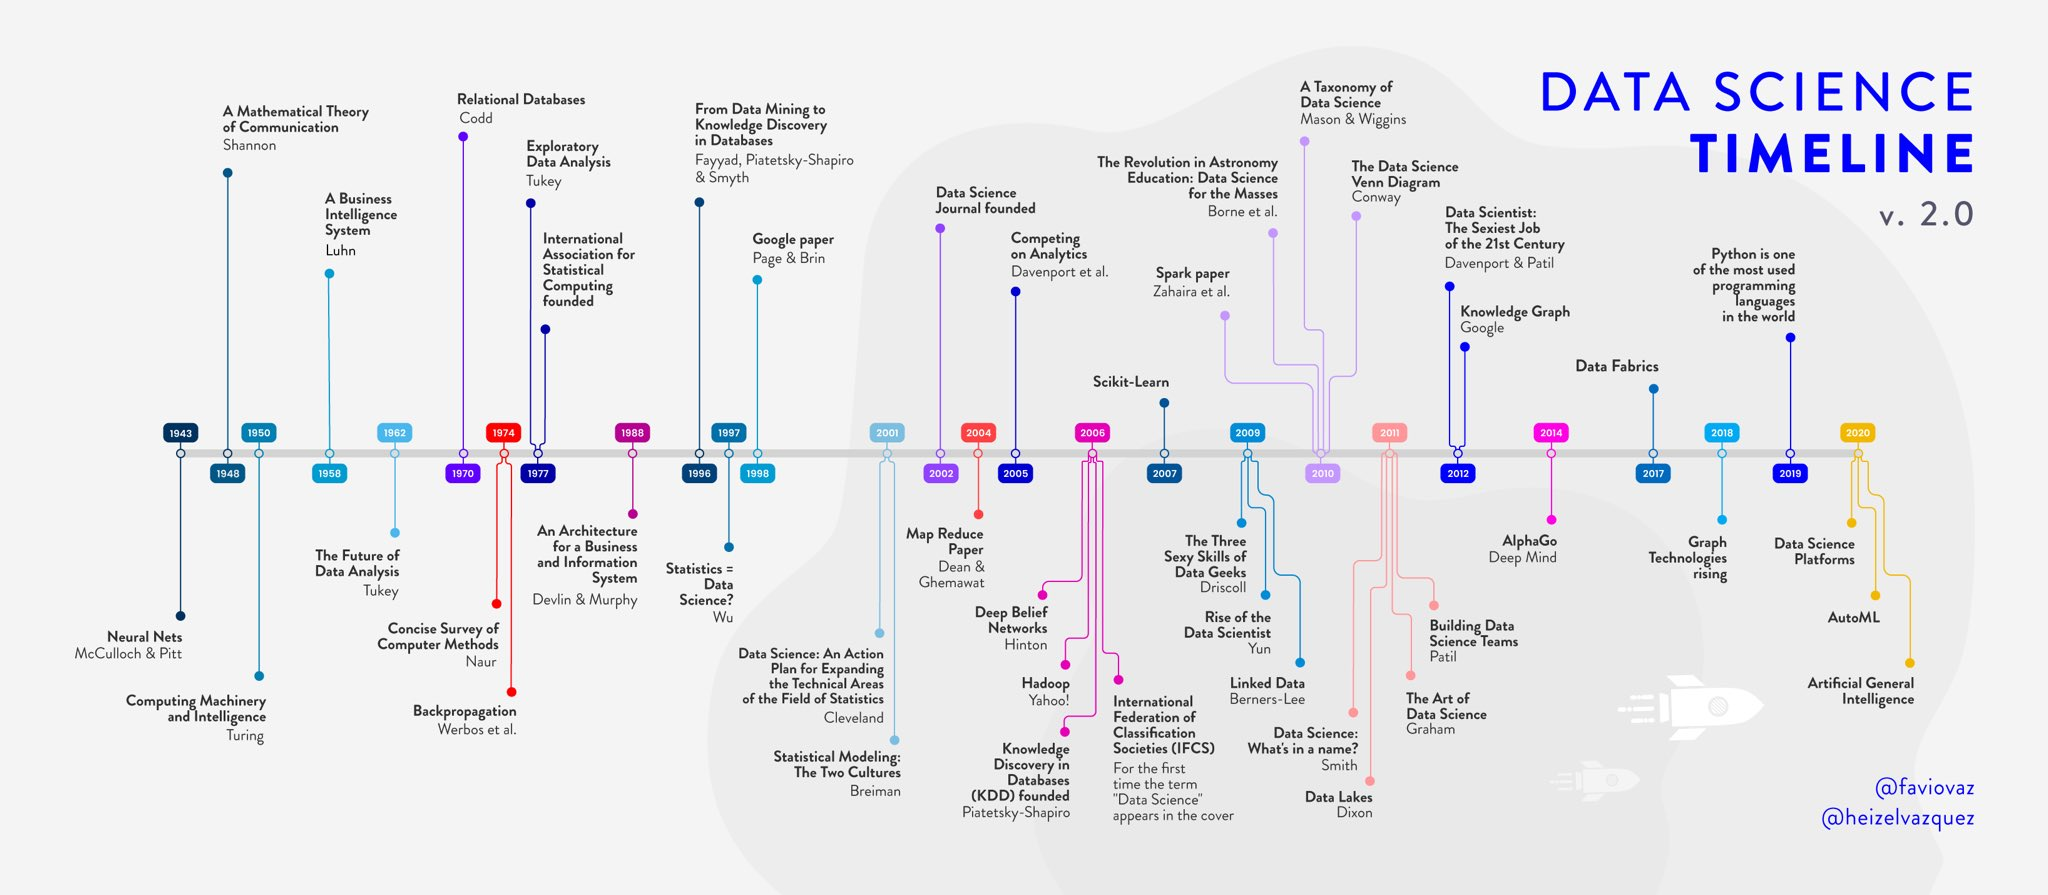 DATA SCIENCE
TIMELINE
v. 2.0
A Mathematical Theory
of Communication
Shannon
A Business
Intelligence
System
Luhn
Relational Databases
Codd
Exploratory
Data Analysis
Tukey
International
Association for
Statistical
Computing
founded
From Data Mining to
Knowledge Discovery
in Databases
Fayyad, Piatetsky-Shapiro
& Smyth
Google paper
Page & Brin
Data Science
Journal founded
Competing
on Analytics
Davenport et al.
Scikit-Learn
The Revolution in Astronomy
Education: Data Science
for the Masses
Borne et al.
Spark paper
Zahaira et al.
A Taxonomy of
Data Science
Mason & Wiggins
The Data Science
Venn Diagram
Conway
Data Scientist:
The Sexiest Job
of the 21st Century
Davenport & Patil
Knowledge Graph
Google
Data Fabrics
Python is one
of the most used
programming
languages
in the world
1943
1948
1950
1958
1962
1970
1974
1977
1988
1996
1997
1998
2001
2002
2004
2005
2006
2007
2009
2010
2011
2012
2014
2017
2018
2019
2020
Neural Nets
McCulloch & Pitt
Computing Machinery
and Intelligence
Turing
The Future of
Data Analysis
Tukey
Concise Survey of
Computer Methods
Naur
Backpropagation
Werbos et al.
An Architecture
for a Business
and Information
System
Devlin & Murphy
Statistics =
Data
Science?
Wu
Data Science: An Action
Plan for Expanding
the Technical Areas
of the Field of Statistics
Cleveland
Statistical Modeling:
The Two Cultures
Breiman
Map Reduce
Paper
Dean &
Ghemawat
Deep Belief
Networks
Hinton
Hadoop
Yahoo!
Knowledge
Discovery in
Databases
(KDD) founded
Piatetsky-Shapiro
International
Federation of
Classification
Societies (IFCS)
For the first
time the term
"Data Science"
appears in the cover
The Three
Sexy Skills of
Data Geeks
Driscoll
Rise of the
Data Scientist
Yun
Linked Data
Berners-Lee
Data Science:
What's in a name?
Smith
Data Lakes
Dixon
Building Data
Science Teams
Patil
The Art of
Data Science
Graham
AlphaGo
Deep Mind
Graph
Technologies
rising
Data Science
Platforms
AutoML
Artificial General
Intelligence
@faviovaz
@heizelvazquez